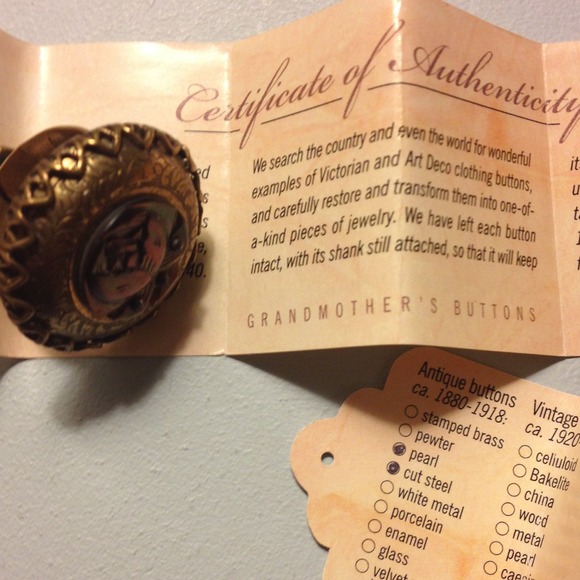 Certificate of Authenticity
We search the country and even the world for wonderful
examples of Victorian and Art Deco clothing buttons,
and carefully restore and transform them into one-of-
a-kind pieces of jewelry. We have left each button
intact, with its shank still attached, so that it will keep
GRANDMOTHER'S BUTTONS
40.
Antique buttons
ca. 1880-1918:
stamped brass
pewter
pearl
cut steel
white metal
porcelain
enamel
glass
velvet
Vintage
ca. 1920-
celluloid
Bakelite
china
wood
metal
pearl